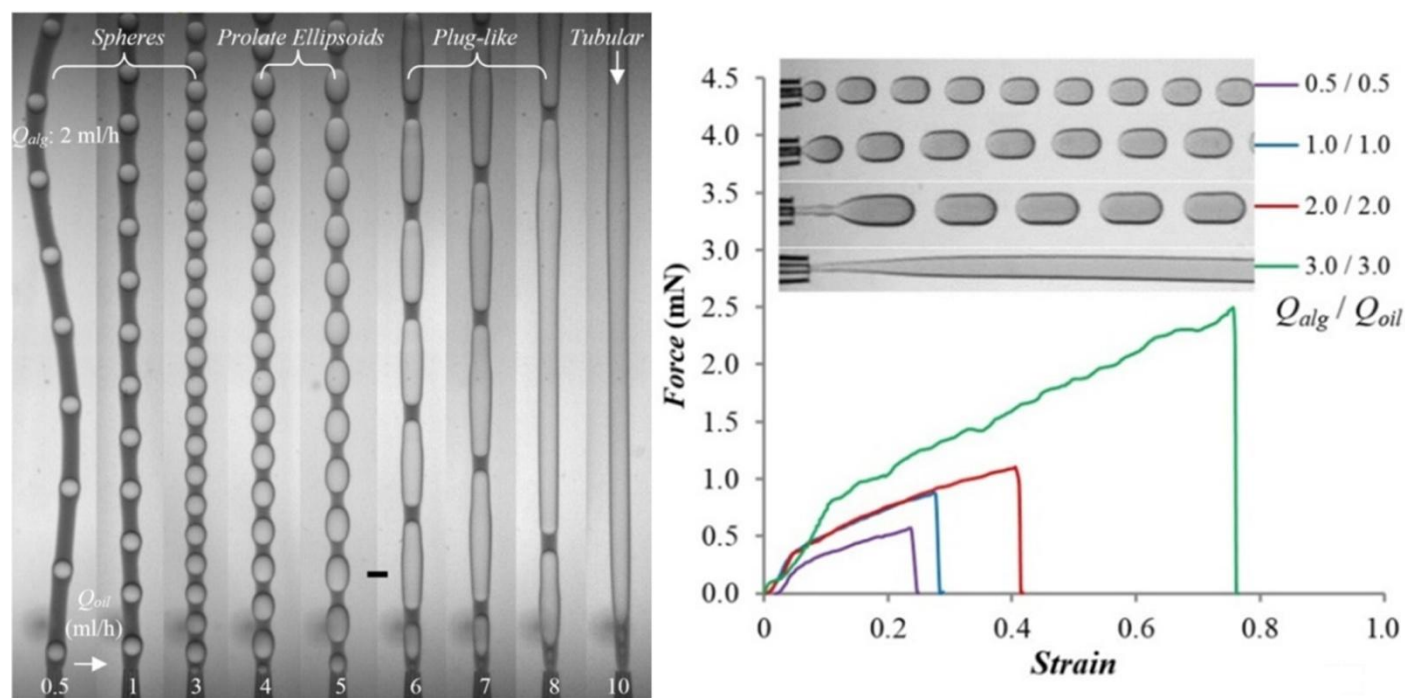 Spheres Prolate Ellipsoids Plug-like Tubular
Qalg: 2 ml/h
Qoil
(ml/h)
0.5 1 3 4 5 6 7 8 10
4.5
4.0
3.5
3.0
2.5
2.0
1.5
1.0
0.5
0.0
Force (mN)
0.5 / 0.5
1.0 / 1.0
2.0 / 2.0
3.0 / 3.0
Qalg / Qoil
0 0.2 0.4 0.6 0.8 1.0
Strain